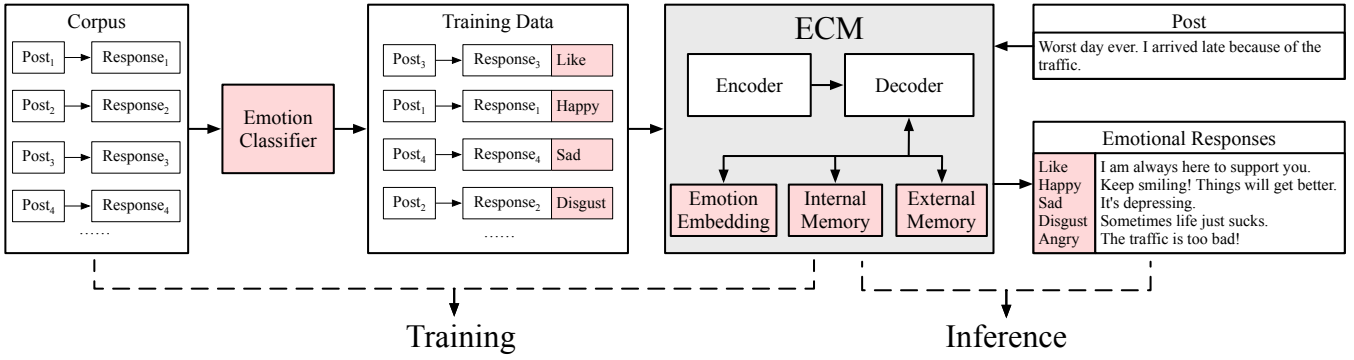 Corpus
Post1 Response1
Post2 Response2
Post3 Response3
Post4 Response4
......
Emotion
Classifier
Training Data
Post3 Response3 Like
Post1 Response1 Happy
Post4 Response4 Sad
Post2 Response2 Disgust
......
ECM
Encoder
Decoder
Emotion
Embedding
Internal
Memory
External
Memory
Post
Worst day ever. I arrived late because of the
traffic.
Emotional Responses
Like I am always here to support you.
Happy Keep smiling! Things will get better.
Sad It's depressing.
Disgust Sometimes life just sucks.
Angry The traffic is too bad!
Training
Inference